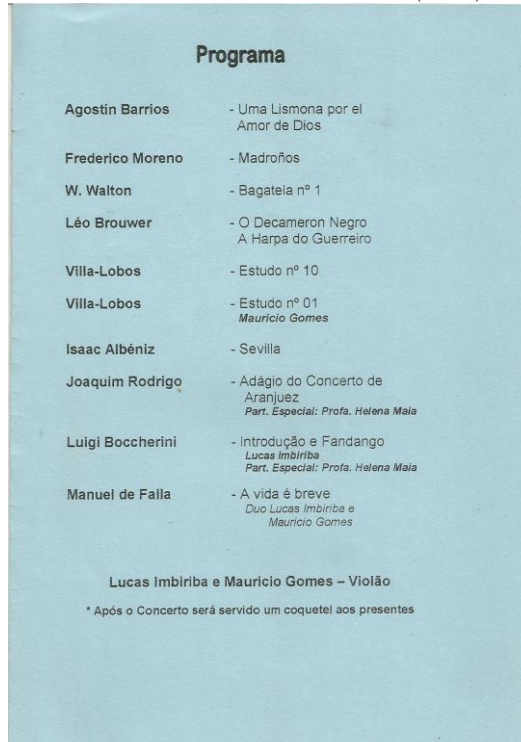 Programa
Agostin Barrios - Uma Lismona por el
Amor de Dios
Frederico Moreno - Madroños
W. Walton - Bagatela nº 1
Léo Brouwer - O Decameron Negro
A Harpa do Guerreiro
Villa-Lobos - Estudo nº 10
Villa-Lobos - Estudo nº 01
Mauricio Gomes
Isaac Albéniz - Sevilla
Joaquim Rodrigo - Adágio do Concerto de
Aranjuez
Part. Especial: Profa. Helena Maia
Luigi Boccherini - Introdução e Fandango
Lucas Imbiriba
Part. Especial: Profa. Helena Maia
Manuel de Falla - A vida é breve
Duo Lucas Imbiriba e
Mauricio Gomes
Lucas Imbiriba e Mauricio Gomes – Violão
* Após o Concerto será servido um coquetel aos presentes